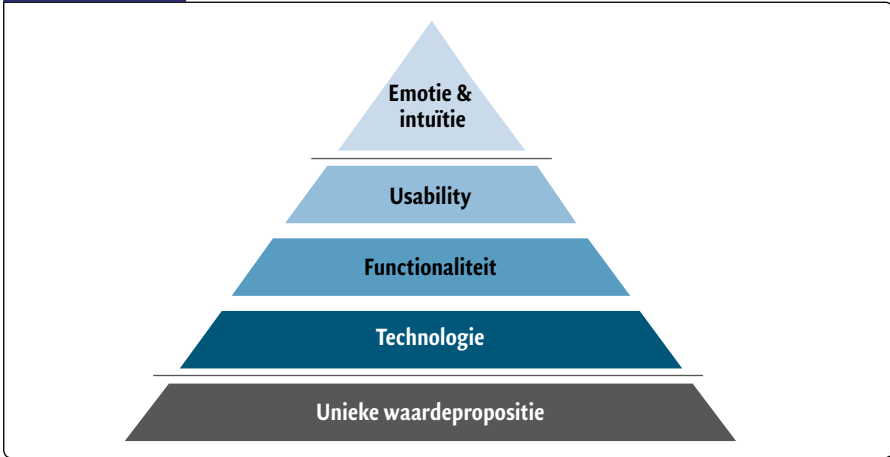 Emotie &
intuïtie
Usability
Functionaliteit
Technologie
Unieke waardepropositie